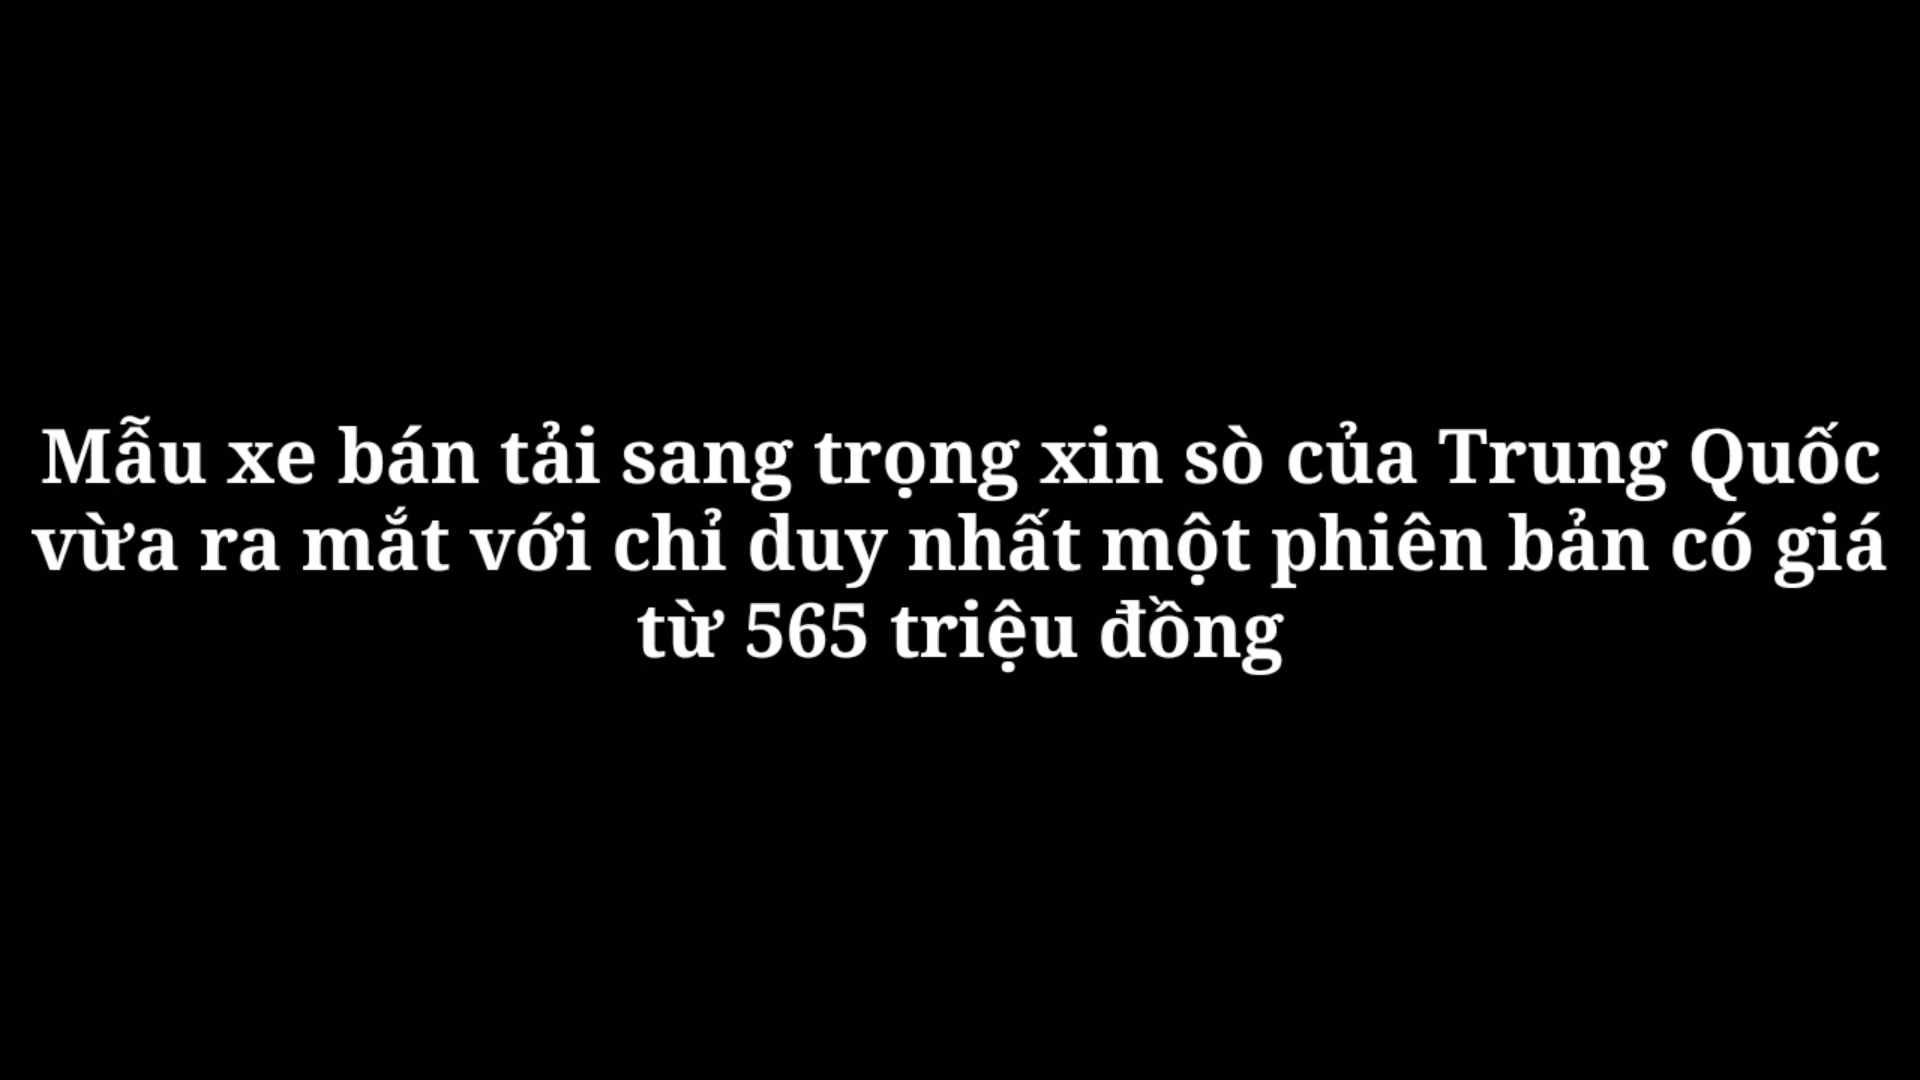 Mẫu xe bán tải sang trọng xin sò của Trung Quốc
vừa ra mắt với chỉ duy nhất một phiên bản có giá
từ 565 triệu đồng